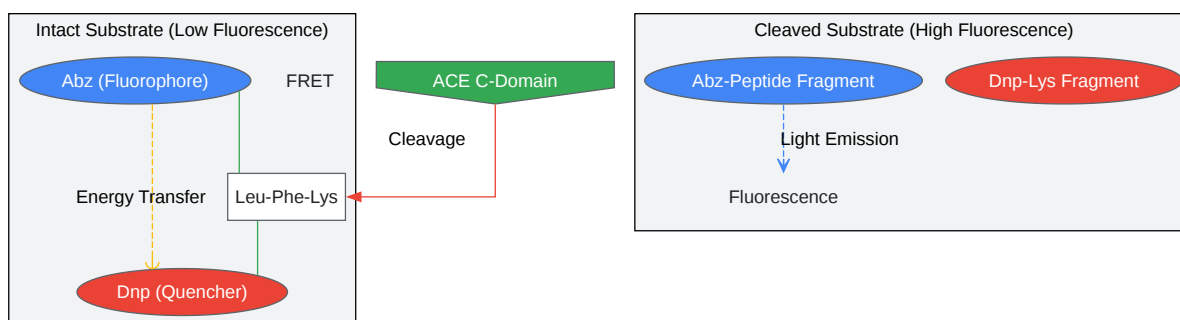 Intact Substrate (Low Fluorescence)
Abz (Fluorophore)
FRET
Energy Transfer
Leu-Phe-Lys
Dnp (Quencher)
ACE C-Domain
Cleavage
Cleaved Substrate (High Fluorescence)
Abz-Peptide Fragment
Dnp-Lys Fragment
Light Emission
Fluorescence